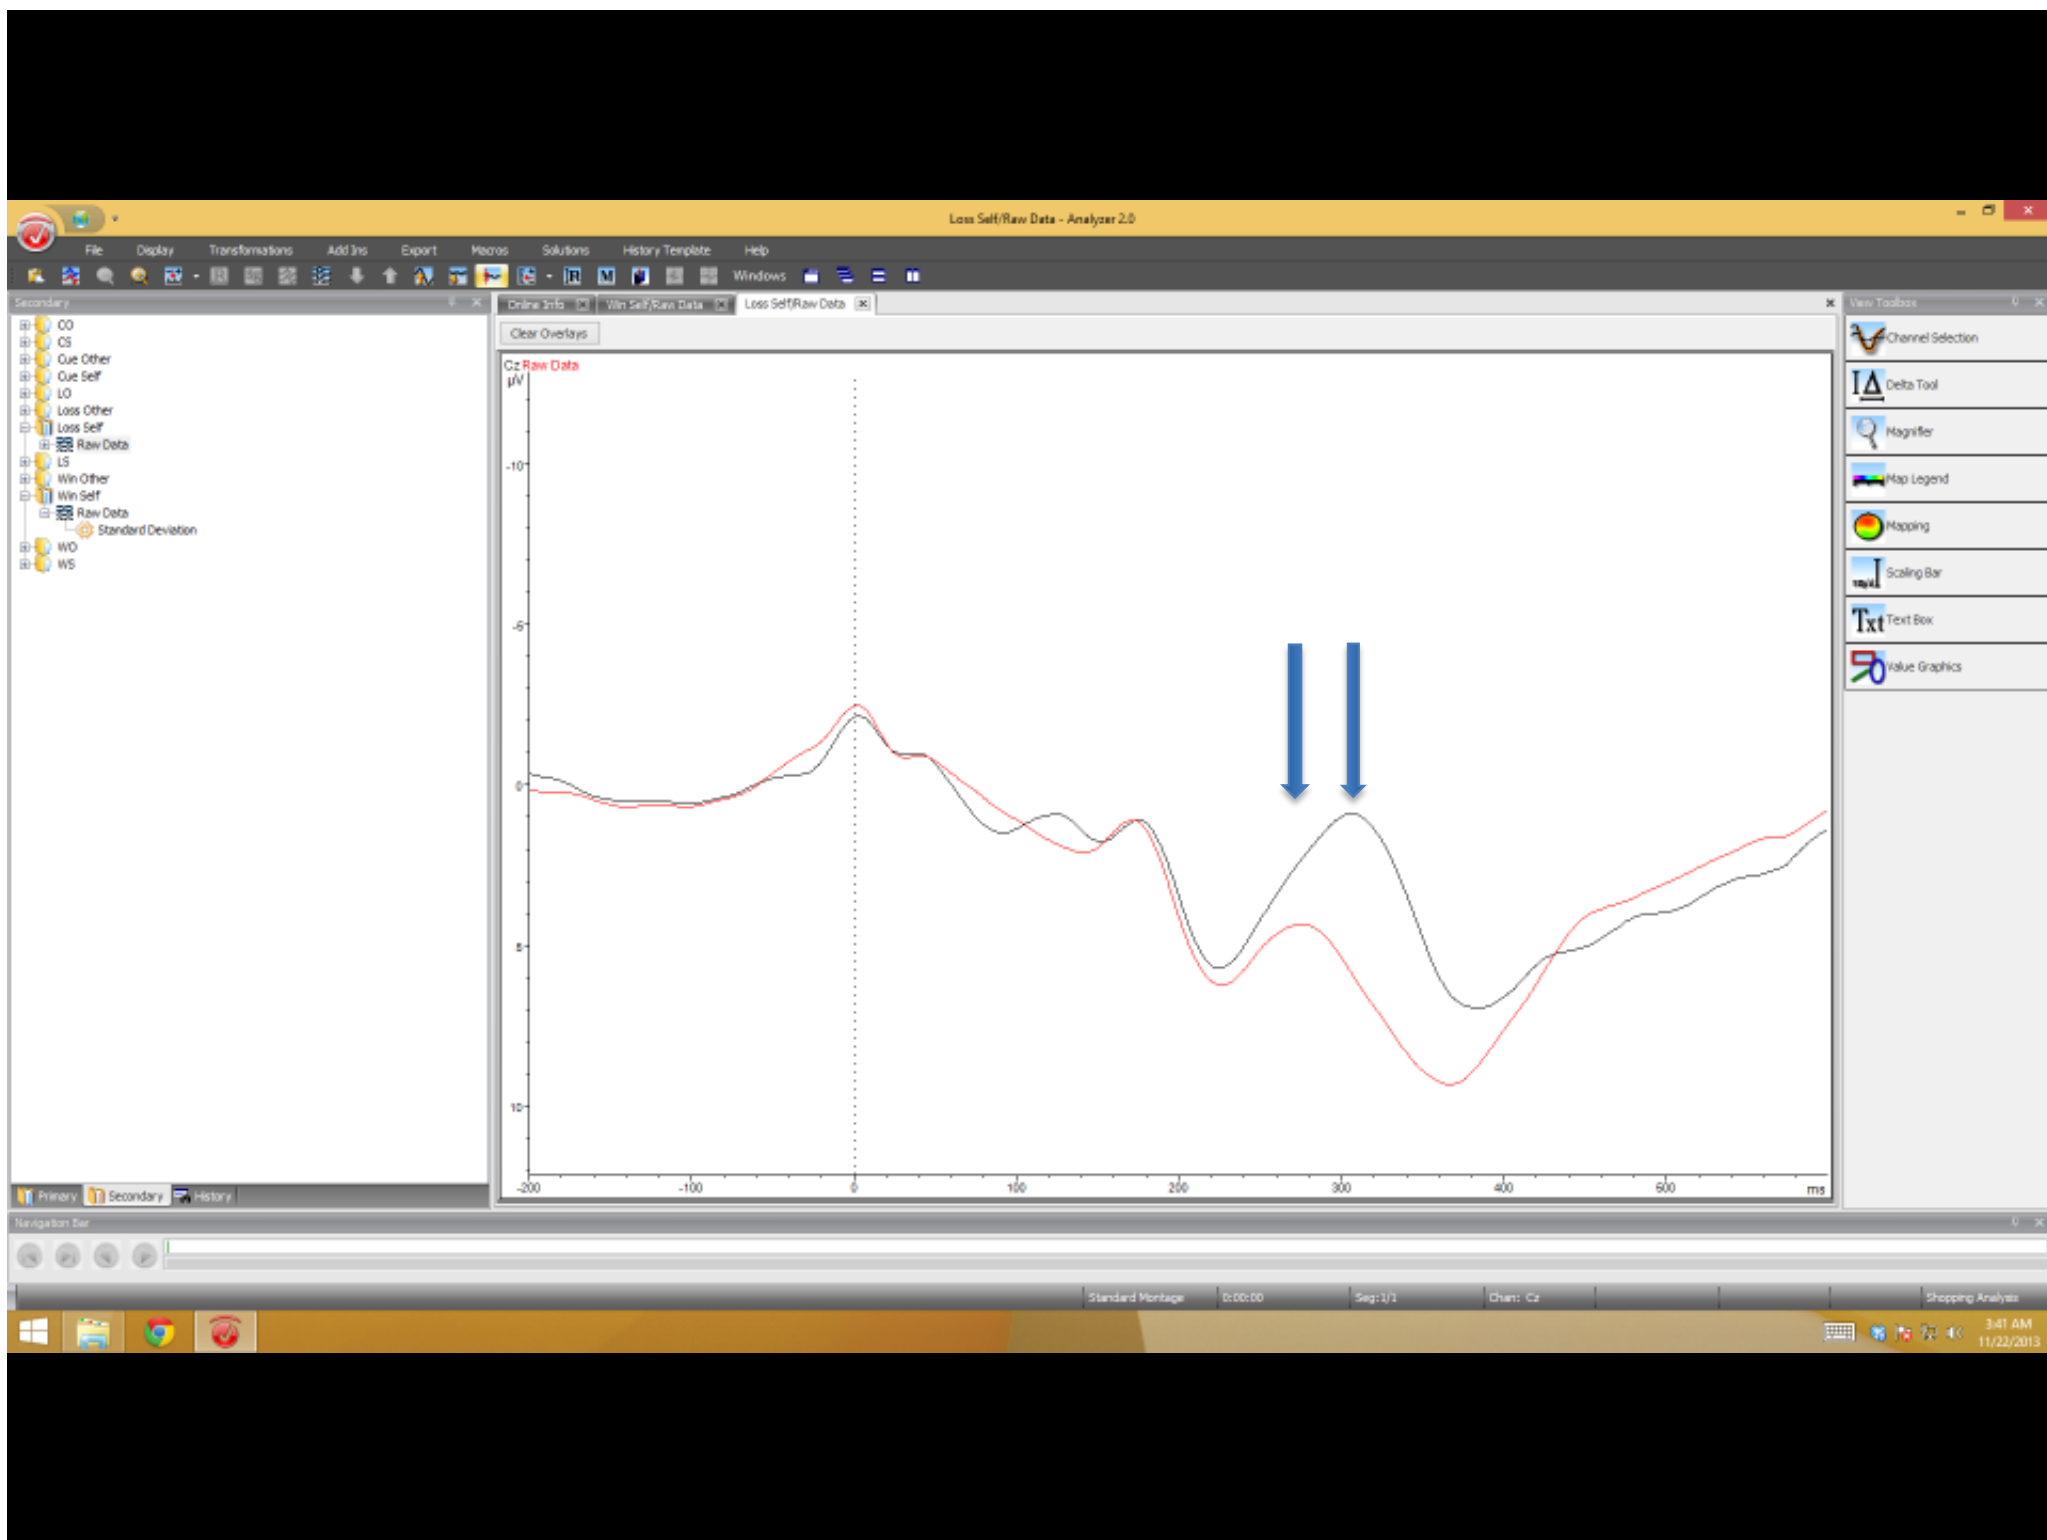 Loss Self/Raw Data - Analyzer 2.0
File Display Transformations Add Ins Export Macros Solutions History Template Help
Windows
Secondary
CO
CS
Cue Other
Cue Self
LO
Loss Other
Loss Self
Raw Data
LS
Win Other
Win Self
Raw Data
Standard Deviation
WO
WS
Primary Secondary History
Online Info Win Self/Raw Data Loss Self/Raw Data
Clear Overlays
Cz Raw Data
µV
-10
-5
0
5
10
-200 -100 0 100 200 300 400 600 ms
View Toolbox
Channel Selection
Delta Tool
Magnifier
Map Legend
Mapping
Scaling Bar
Txt Text Box
Value Graphics
Navigation Bar
Standard Montage 0:00:00 Seg:1/1 Chan: Cz Shopping Analysis
3:41 AM
11/22/2013